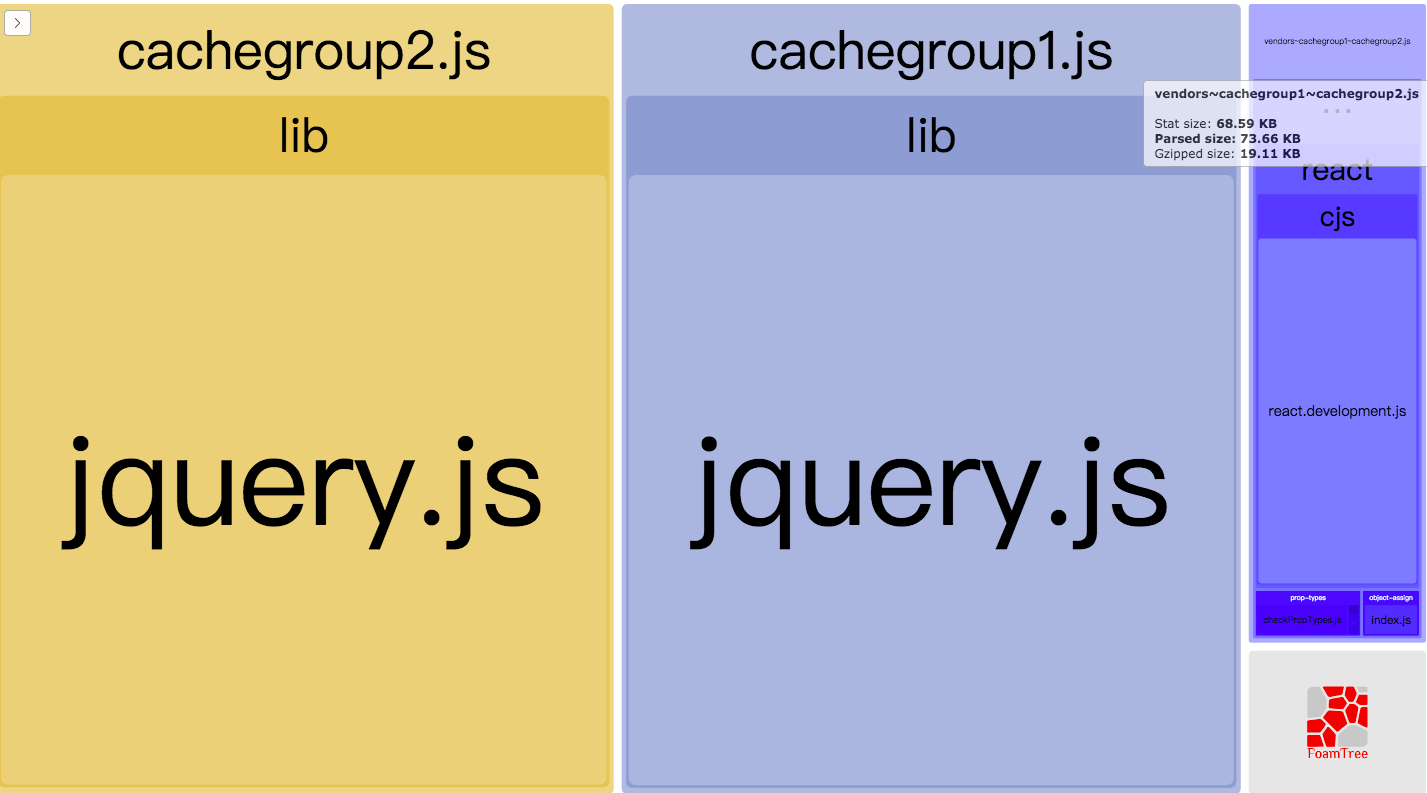 cachegroup2.js
lib
jquery.js
cachegroup1.js
lib
jquery.js
vendors~cachegroup1~cachegroup2.js
vendors~cachegroup1~cachegroup2.js
...
Stat size: 68.59 KB
Parsed size: 73.66 KB
Gzipped size: 19.11 KB
react
cjs
react.development.js
prop-types
checkPropTypes.js
object-assign
index.js
FoamTree